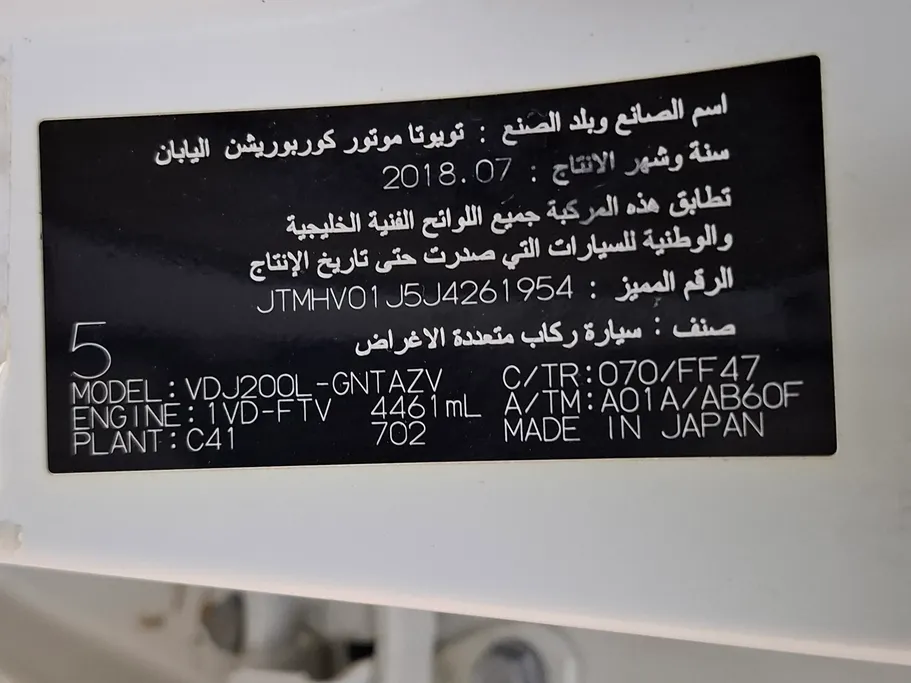 اسم الصانع وبلد الصنع : تويوتا موتور كوربوريشن اليابان
سنة وشهر الانتاج : 2018.07
تطابق هذه المركبة جميع اللوائح الفنية الخليجية
والوطنية للسيارات التي صدرت حتى تاريخ الإنتاج
الرقم المميز : JTMHV01J5J4261954
صنف : سيارة ركاب متعددة الاغراض
5
MODEL:VDJ200L-GNTAZV C/TR:070/FF47
ENGINE:1VD-FTV 4461mL A/TM:A01A/AB60F
PLANT:C41 702 MADE IN JAPAN